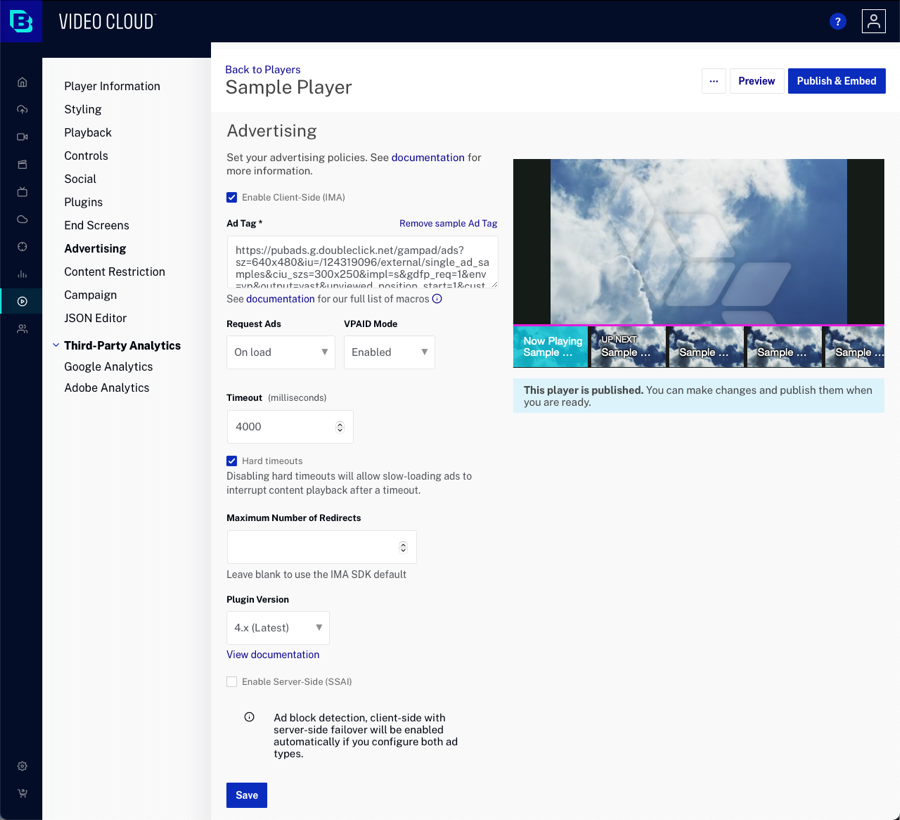 VIDEO CLOUD
?
Player Information
Styling
Playback
Controls
Social
Plugins
End Screens
Advertising
Content Restriction
Campaign
JSON Editor
Third-Party Analytics
Google Analytics
Adobe Analytics
Back to Players
Sample Player
...
Preview
Publish & Embed
Advertising
Set your advertising policies. See documentation for
more information.
Enable Client-Side (IMA)
Ad Tag *
Remove sample Ad Tag
https://pubads.g.doubleclick.net/gampad/ads?
sz=640x480&iu=/124319096/external/single_ad_sa
mples&ciu_szs=300x250&impl=s&gdfp_req=1&env
=vp&output=vast&unviewed_position_start=1&cust
See documentation for our full list of macros
Request Ads
VPAID Mode
On load
Enabled
Timeout (milliseconds)
4000
Hard timeouts
Disabling hard timeouts will allow slow-loading ads to
interrupt content playback after a timeout.
Maximum Number of Redirects
Leave blank to use the IMA SDK default
Plugin Version
4.x (Latest)
View documentation
Enable Server-Side (SSAI)
Ad block detection, client-side with
server-side failover will be enabled
automatically if you configure both ad
types.
Save
Now Playing
Sample ...
UP NEXT
Sample ...
Sample ...
Sample ...
Sample ...
This player is published. You can make changes and publish them when
you are ready.